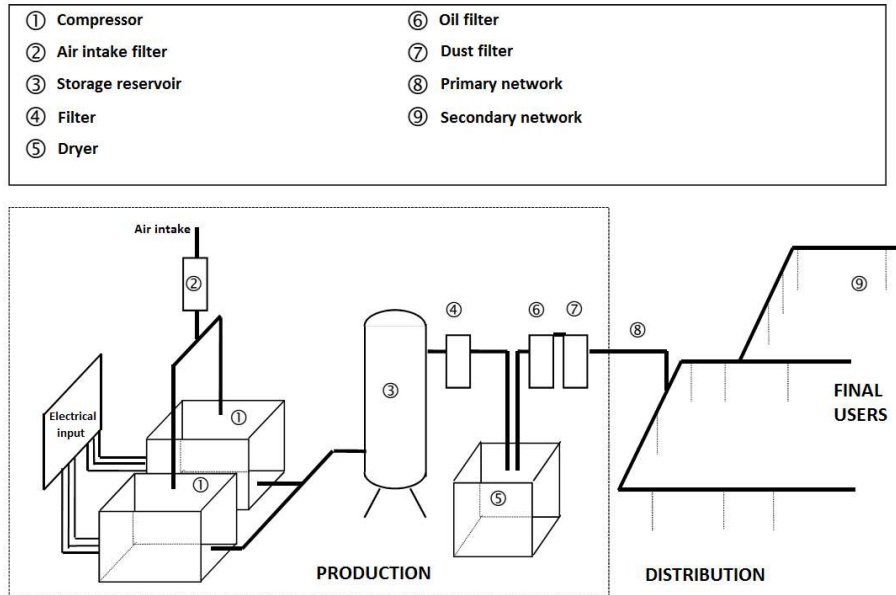 ① Compressor
② Air intake filter
③ Storage reservoir
④ Filter
⑤ Dryer
⑥ Oil filter
⑦ Dust filter
⑧ Primary network
⑨ Secondary network
Air intake
②
④
⑥
⑦
⑧
⑨
③
①
Electrical
input
①
⑤
FINAL
USERS
PRODUCTION
DISTRIBUTION